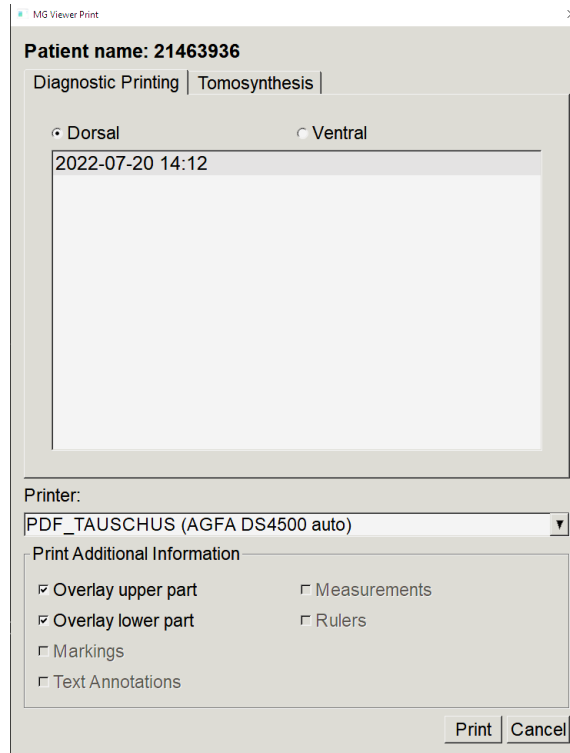 MG Viewer Print
Patient name: 21463936
Diagnostic Printing Tomosynthesis
Dorsal Ventral
2022-07-20 14:12
Printer:
PDF_TAUSCHUS (AGFA DS4500 auto)
Print Additional Information
Overlay upper part Measurements
Overlay lower part Rulers
Markings
Text Annotations
Print Cancel